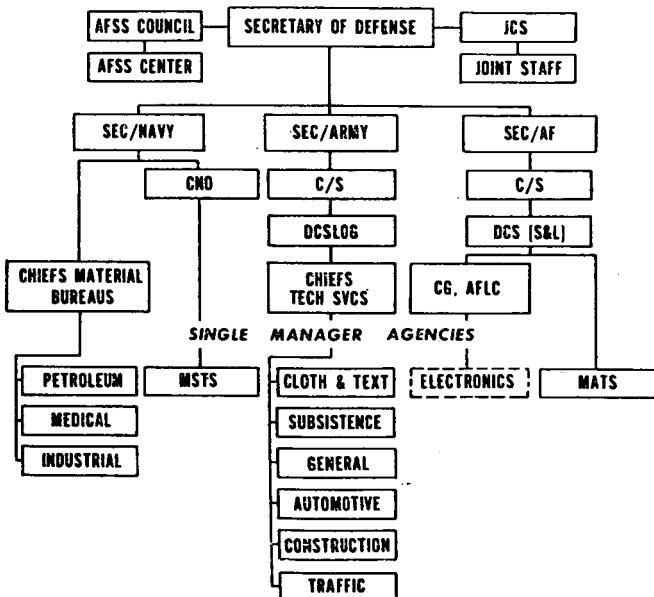 AFSS COUNCIL
SECRETARY OF DEFENSE
JCS
AFSS CENTER
JOINT STAFF
SEC/NAVY
SEC/ARMY
SEC/AF
CNO
C/S
C/S
DCSLOG
DCS (S&L)
CHIEFS MATERIAL
BUREAUS
CHIEFS
TECH SVCS
CG, AFLC
SINGLE MANAGER AGENCIES
PETROLEUM
MSTS
CLOTH & TEXT
ELECTRONICS
MATS
MEDICAL
SUBSISTENCE
INDUSTRIAL
GENERAL
AUTOMOTIVE
CONSTRUCTION
TRAFFIC